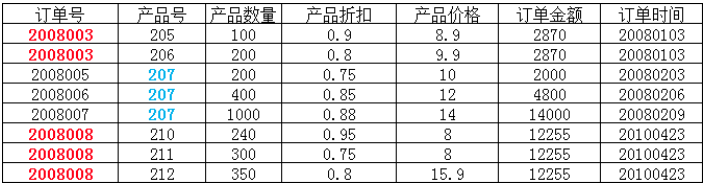 订单号 产品号 产品数量 产品折扣 产品价格 订单金额 订单时间
2008003 205 100 0.9 8.9 2870 20080103
2008003 206 200 0.8 9.9 2870 20080103
2008005 207 200 0.75 10 2000 20080203
2008006 207 400 0.85 12 4800 20080206
2008007 207 1000 0.88 14 14000 20080209
2008008 210 240 0.95 8 12255 20100423
2008008 211 300 0.75 8 12255 20100423
2008008 212 350 0.8 15.9 12255 20100423